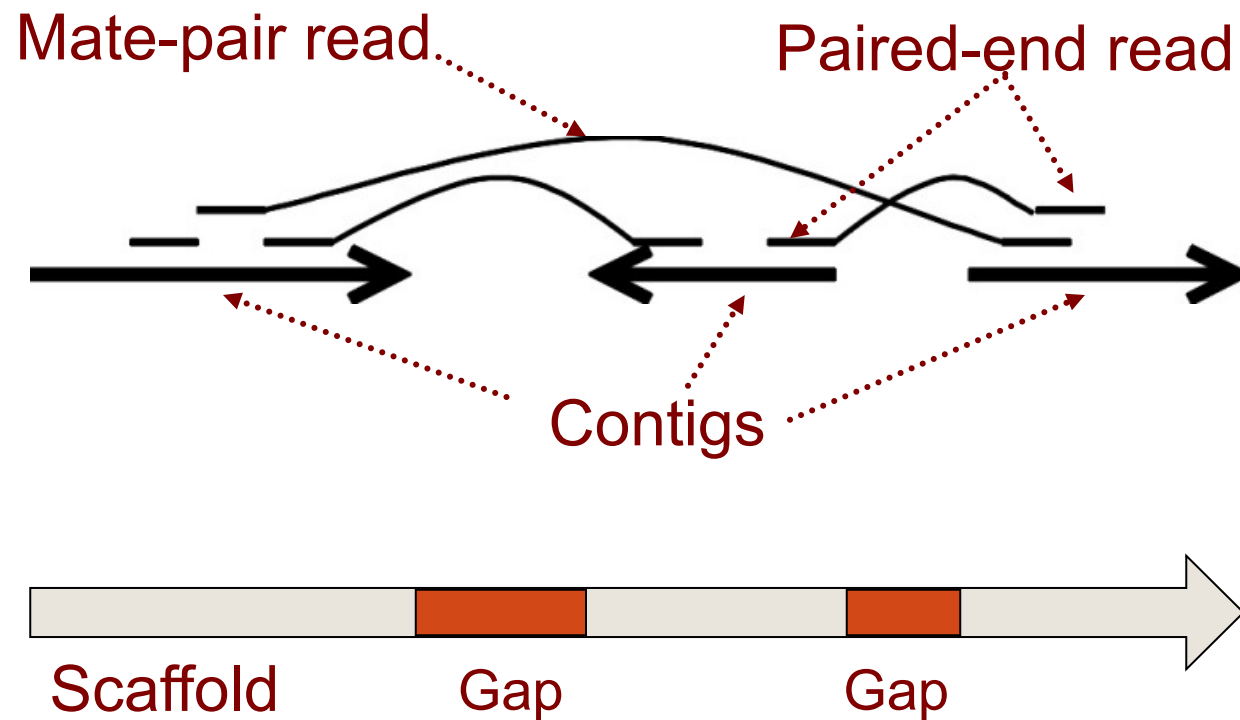 Mate-pair read
Paired-end read
Contigs
Scaffold
Gap
Gap